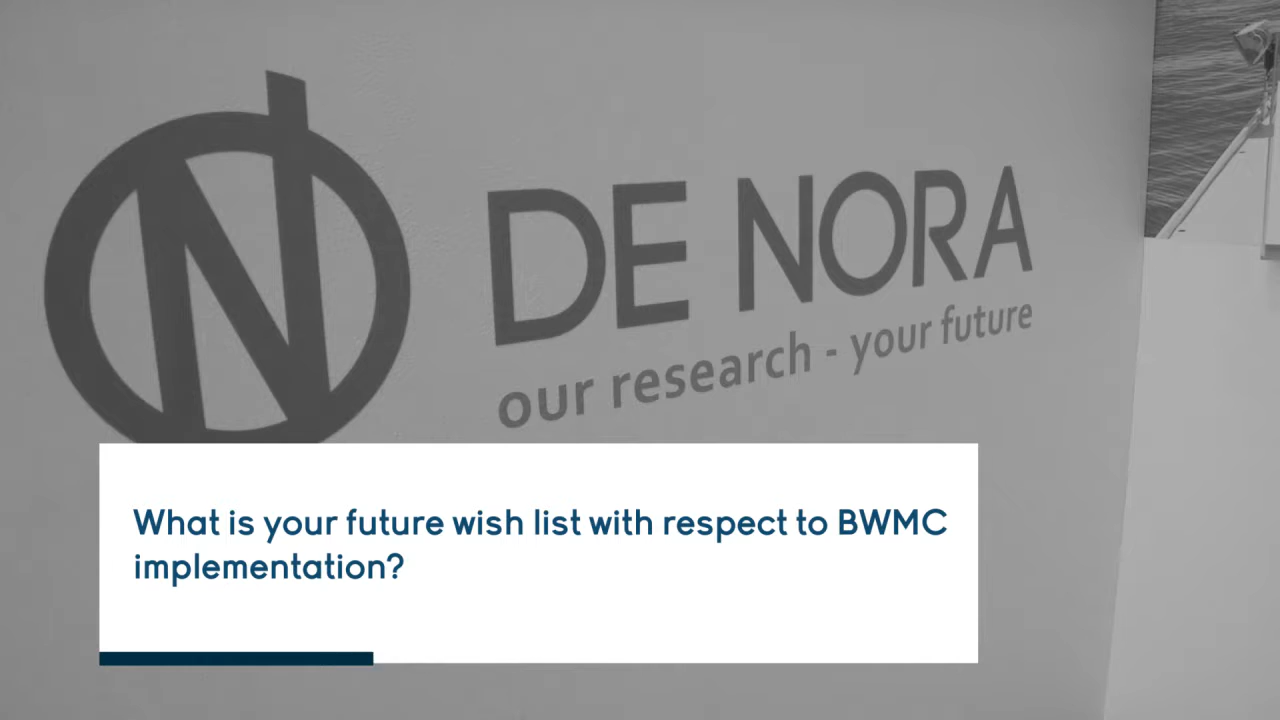 DE NORA
our research - your future
What is your future wish list with respect to BWMC
implementation?